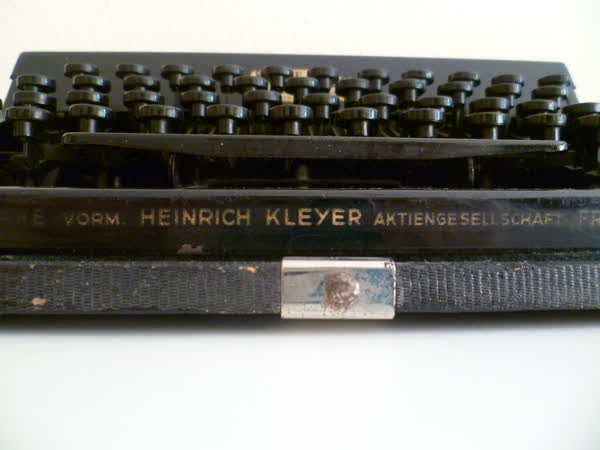 VORM. HEINRICH KLEYER AKTIENGESELLSCHAFT